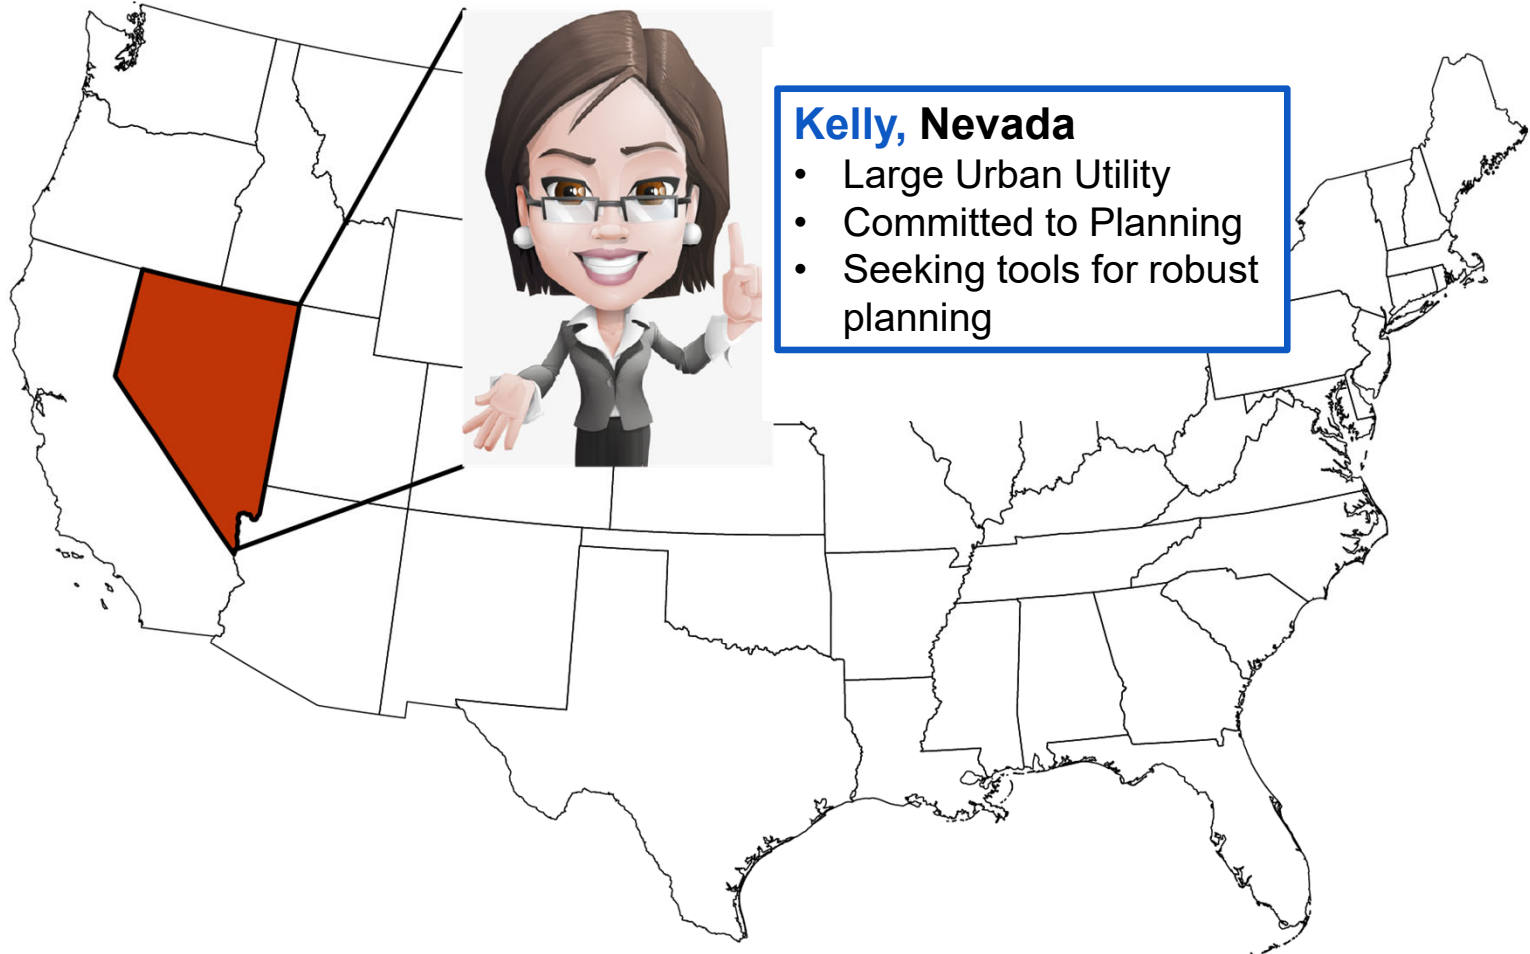 Kelly, Nevada
• Large Urban Utility
• Committed to Planning
• Seeking tools for robust
planning